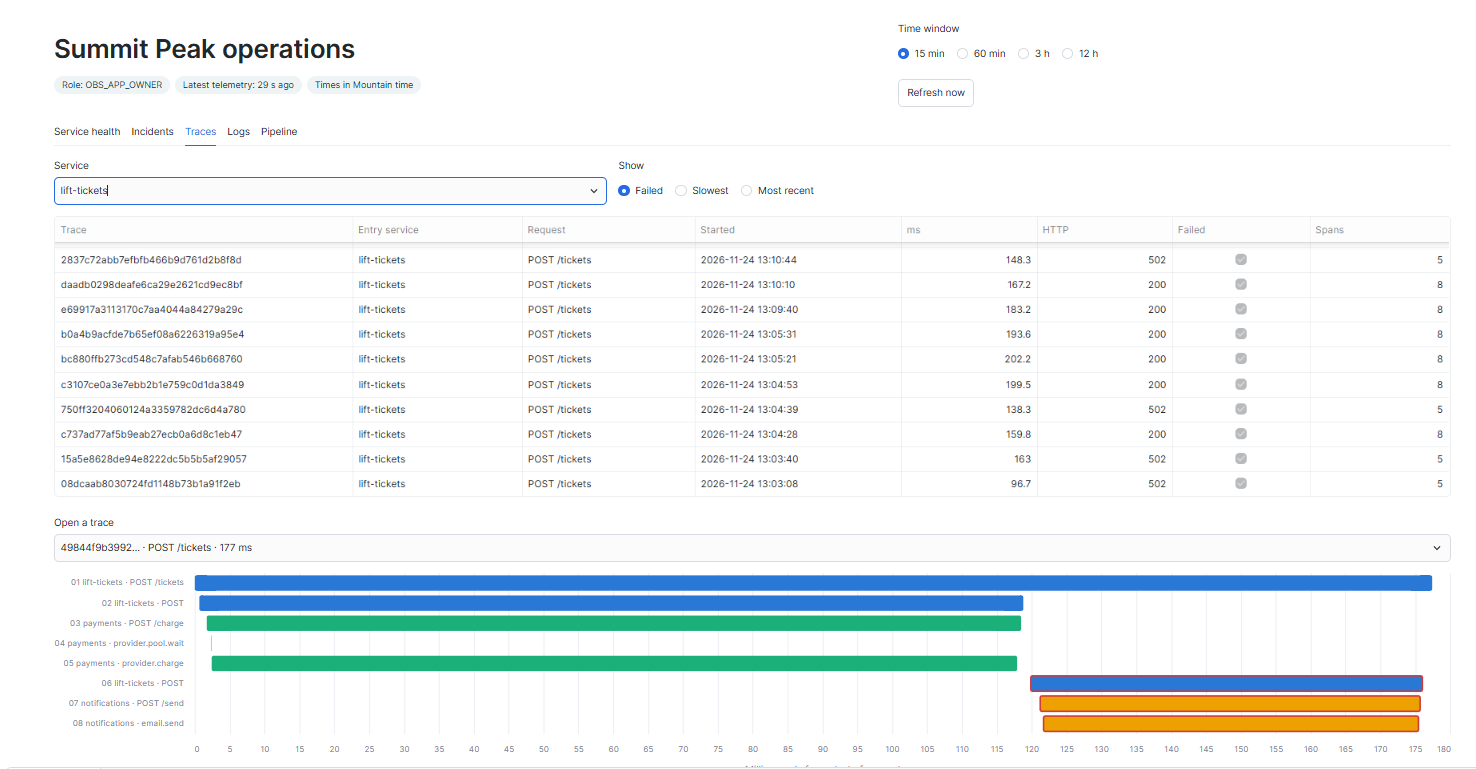 Summit Peak operations
Time window
15 min 60 min 3 h 12 h
Role: OBS_APP_OWNER Latest telemetry: 29 s ago Times in Mountain time
Refresh now
Service health Incidents Traces Logs Pipeline
Service Show
lift-tickets Failed Slowest Most recent
Trace Entry service Request Started ms HTTP Failed Spans
2837c72abb7efbfb466b9d761d2b8f8d lift-tickets POST /tickets 2026-11-24 13:10:44 148.3 502 5
daadb0298deafe6ca29e2621cd9ec8bf lift-tickets POST /tickets 2026-11-24 13:10:10 167.2 200 8
e69917a3113170c7aa4044a84279a29c lift-tickets POST /tickets 2026-11-24 13:09:40 183.2 200 8
b0a4b9acfde7b65ef08a6226319a95e4 lift-tickets POST /tickets 2026-11-24 13:05:31 193.6 200 8
bc880ffb273cd548c7afab546b668760 lift-tickets POST /tickets 2026-11-24 13:05:21 202.2 200 8
c3107ce0a3e7ebb2b1e759c0d1da3849 lift-tickets POST /tickets 2026-11-24 13:04:53 199.5 200 8
750ff3204060124a3359782dc6d4a780 lift-tickets POST /tickets 2026-11-24 13:04:39 138.3 502 5
c737ad77af5b9eab27ecb0a6d8c1eb47 lift-tickets POST /tickets 2026-11-24 13:04:28 159.8 200 8
15a5e8628de94e8222dc5b5b5af29057 lift-tickets POST /tickets 2026-11-24 13:03:40 163 502 5
08dcaab8030724fd1148b73b1a91f2eb lift-tickets POST /tickets 2026-11-24 13:03:08 96.7 502 5
Open a trace
49844f9b3992... · POST /tickets · 177 ms
01 lift-tickets · POST /tickets
02 lift-tickets · POST
03 payments · POST /charge
04 payments · provider.pool.wait
05 payments · provider.charge
06 lift-tickets · POST
07 notifications · POST /send
08 notifications · email.send
0 5 10 15 20 25 30 35 40 45 50 55 60 65 70 75 80 85 90 95 100 105 110 115 120 125 130 135 140 145 150 155 160 165 170 175 180